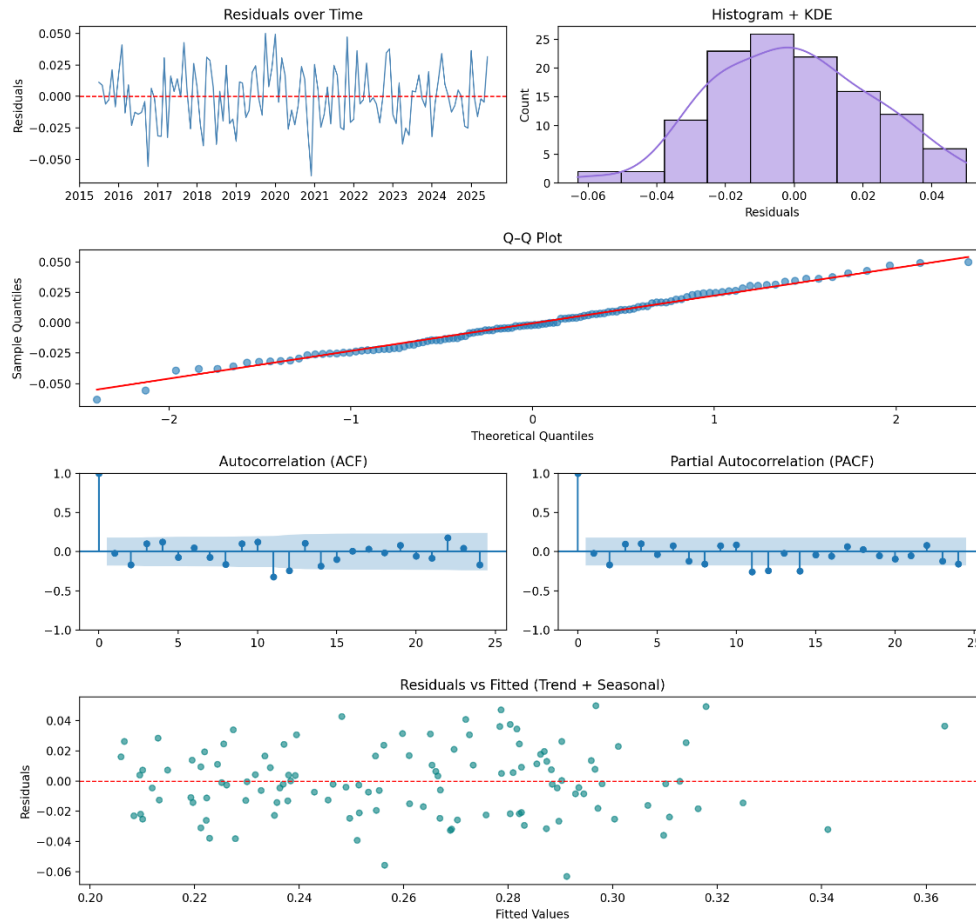 Residuals over Time
Residuals
0.050
0.025
0.000
−0.025
−0.050
2015 2016 2017 2018 2019 2020 2021 2022 2023 2024 2025
Histogram + KDE
Count
25
20
15
10
5
0
−0.06 −0.04 −0.02 0.00 0.02 0.04
Residuals
Q–Q Plot
Sample Quantiles
0.050
0.025
0.000
−0.025
−0.050
−2 −1 0 1 2
Theoretical Quantiles
Autocorrelation (ACF)
1.0
0.5
0.0
−0.5
−1.0
0 5 10 15 20 25
Partial Autocorrelation (PACF)
1.0
0.5
0.0
−0.5
−1.0
0 5 10 15 20 25
Residuals vs Fitted (Trend + Seasonal)
Residuals
0.04
0.02
0.00
−0.02
−0.04
−0.06
0.20 0.22 0.24 0.26 0.28 0.30 0.32 0.34 0.36
Fitted Values